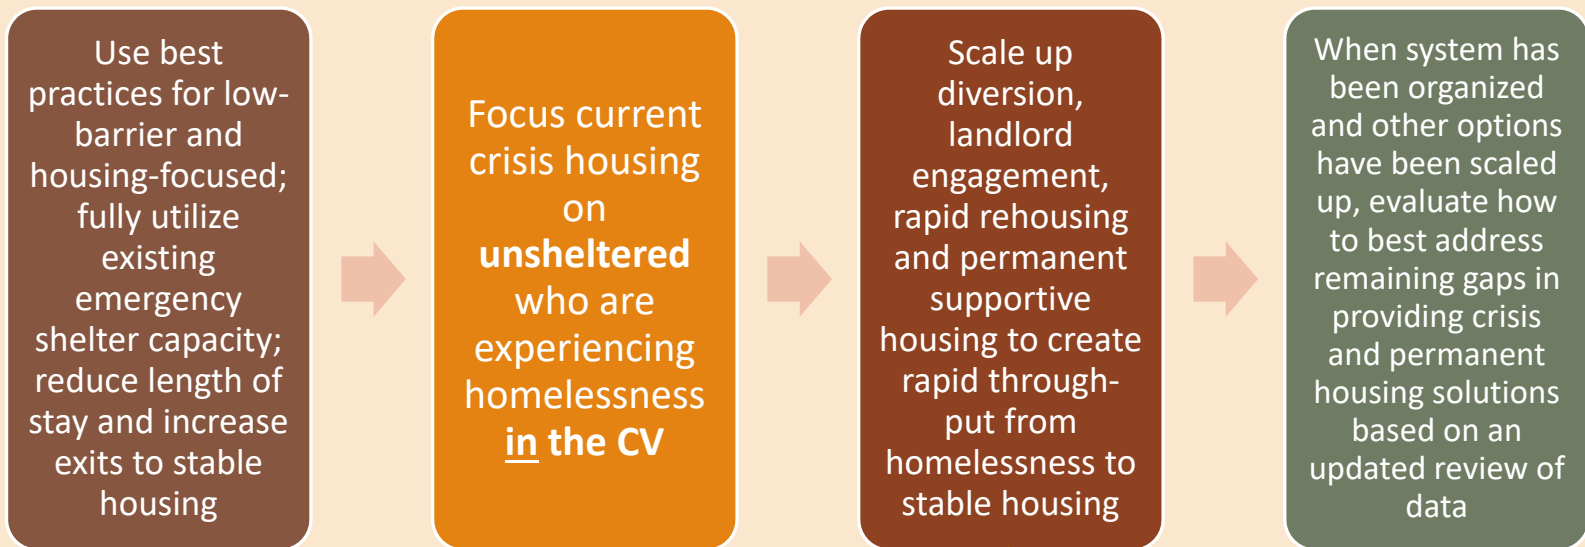 Use best
practices for low-
barrier and
housing-focused;
fully utilize
existing
emergency
shelter capacity;
reduce length of
stay and increase
exits to stable
housing
Focus current
crisis housing
on
unsheltered
who are
experiencing
homelessness
in the CV
Scale up
diversion,
landlord
engagement,
rapid rehousing
and permanent
supportive
housing to create
rapid through-
put from
homelessness to
stable housing
When system has
been organized
and other options
have been scaled
up, evaluate how
to best address
remaining gaps in
providing crisis
and permanent
housing solutions
based on an
updated review of
data